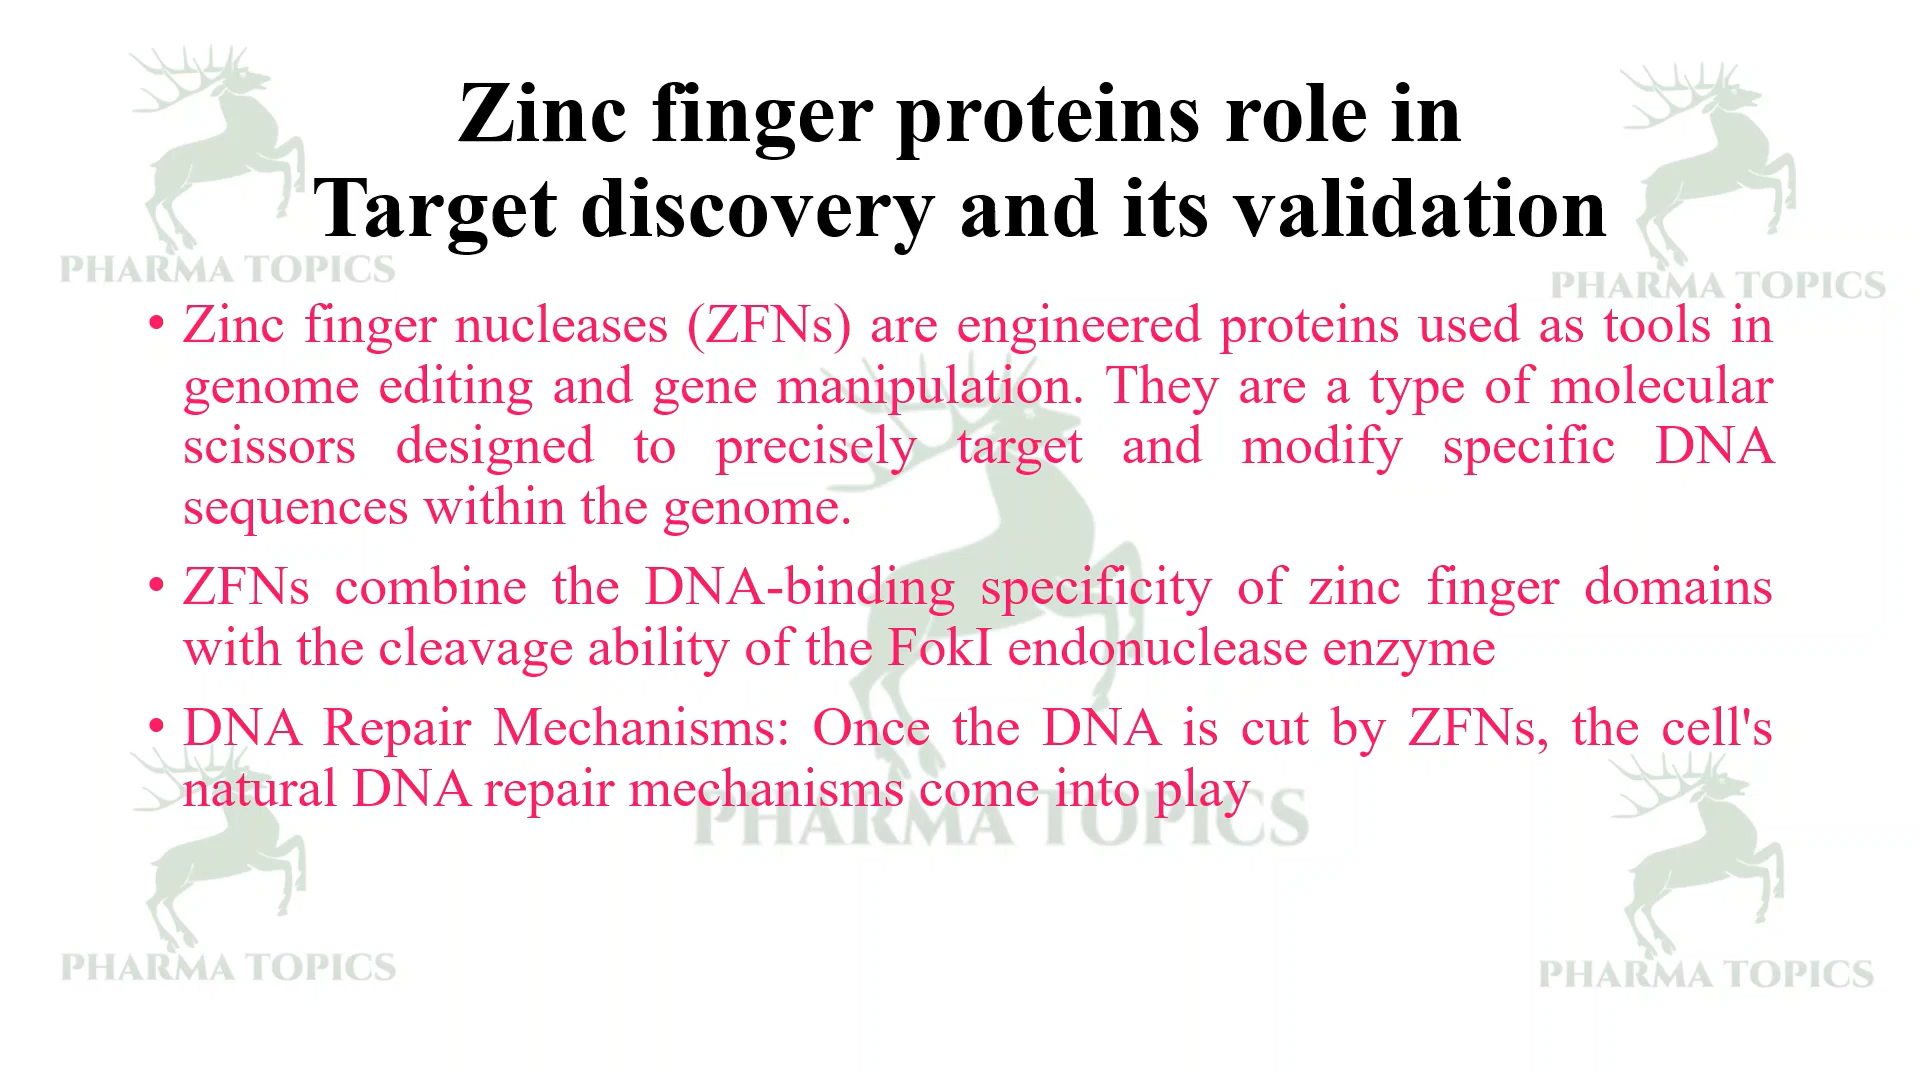 Zinc finger proteins role in
Target discovery and its validation
PHARMA TOPICS
PHARMA TOPICS
• Zinc finger nucleases (ZFNs) are engineered proteins used as tools in
genome editing and gene manipulation. They are a type of molecular
scissors designed to precisely target and modify specific DNA
sequences within the genome.
• ZFNs combine the DNA-binding specificity of zinc finger domains
with the cleavage ability of the FokI endonuclease enzyme
• DNA Repair Mechanisms: Once the DNA is cut by ZFNs, the cell's
natural DNA repair mechanisms come into play
PHARMA TOPICS
PHARMA TOPICS
PHARMA TOPICS